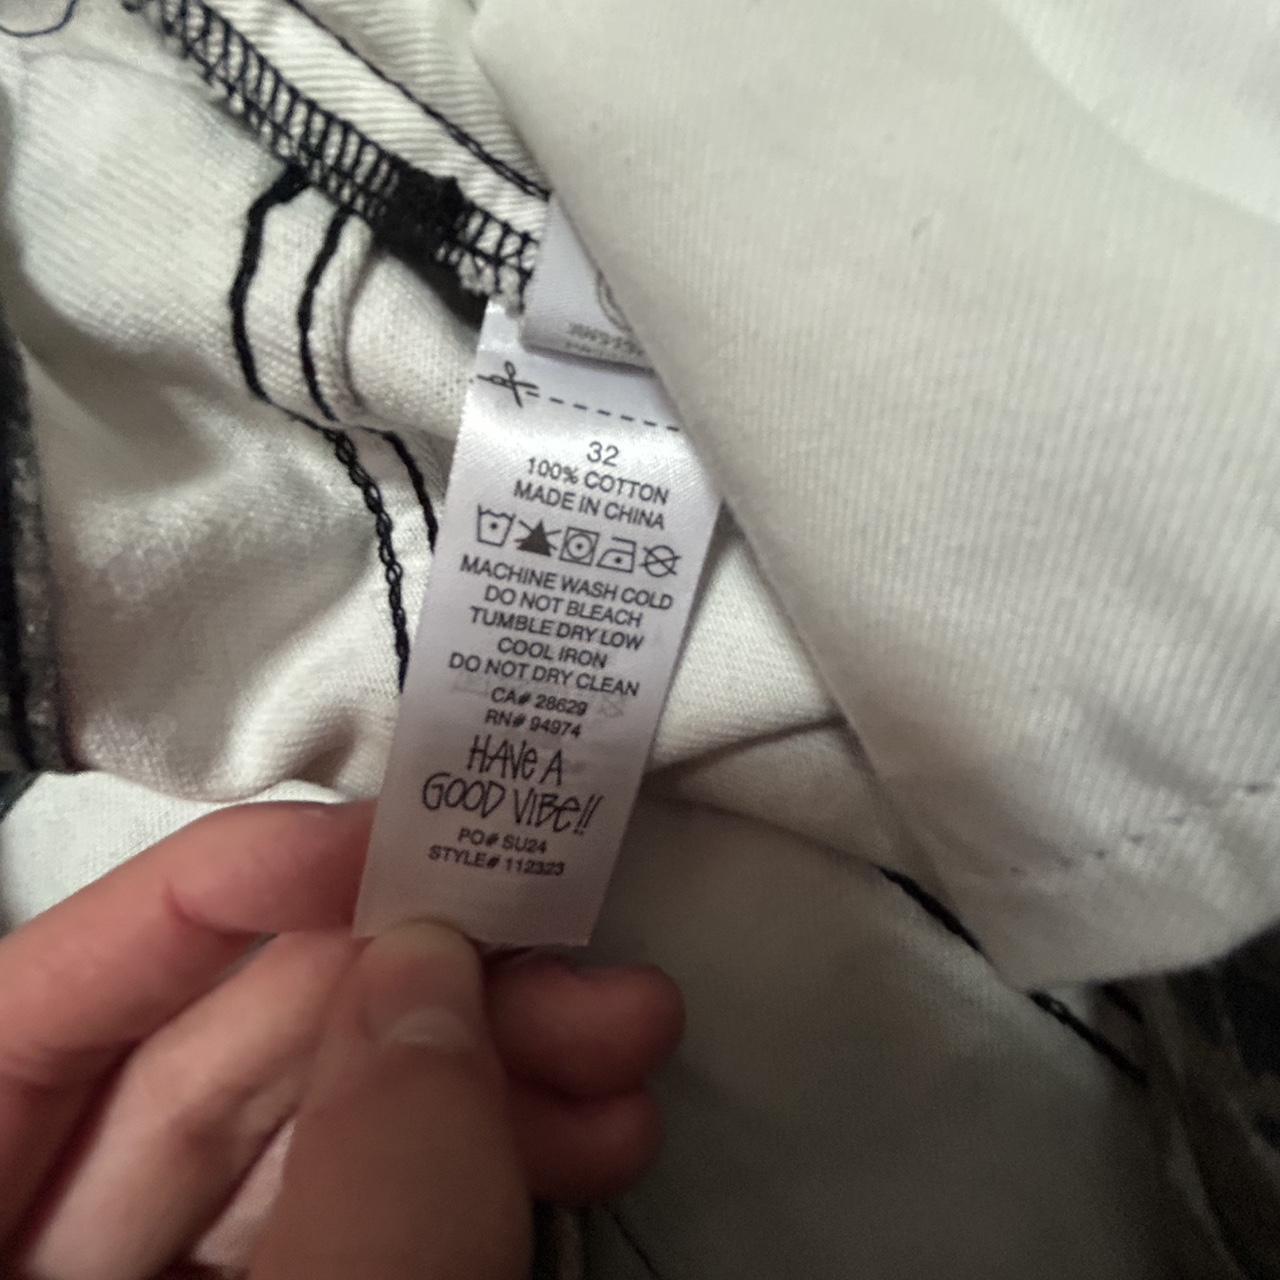 32
100% COTTON
MADE IN CHINA
MACHINE WASH COLD
DO NOT BLEACH
TUMBLE DRY LOW
COOL IRON
DO NOT DRY CLEAN
CA# 28629
RN# 94974
HAVE A
GOOD VIBE!!
PO# SU24
STYLE# 112323